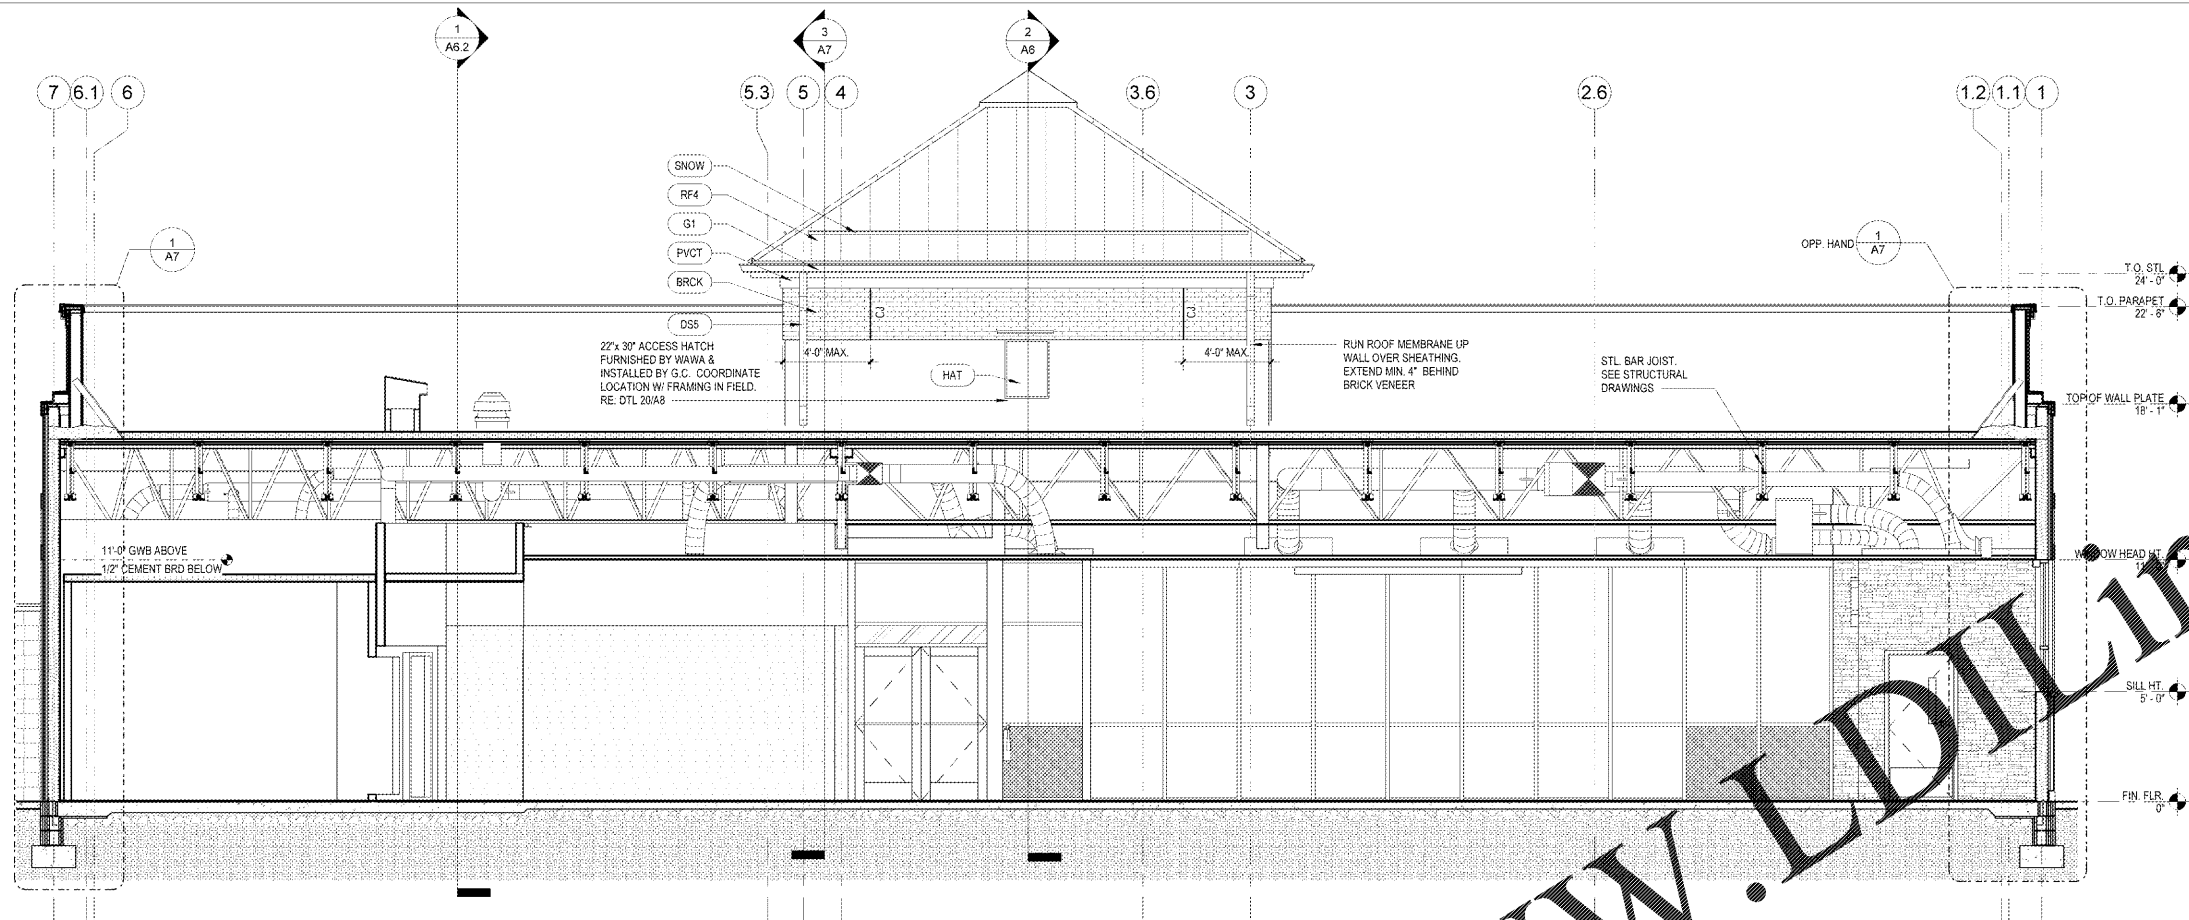 1
A6.2
3
A7
2
A6
7
6.1
6
5.3
5
4
3.6
3
2.6
1.2
1.1
1
SNOW
RF4
G1
PVCT
BRCK
DS5
1
A7
OPP. HAND
1
A7
T.O. STL
24' - 0"
T.O. PARAPET
22' - 6"
CJ
CJ
4'-0" MAX.
4'-0" MAX.
22"x 30" ACCESS HATCH
FURNISHED BY WAWA &
INSTALLED BY G.C. COORDINATE
LOCATION W/ FRAMING IN FIELD.
RE: DTL 20/A8
HAT
RUN ROOF MEMBRANE UP
WALL OVER SHEATHING.
EXTEND MIN. 4" BEHIND
BRICK VENEER
STL. BAR JOIST.
SEE STRUCTURAL
DRAWINGS
TOP OF WALL PLATE
18' - 1"
11'-0" GWB ABOVE
1/2" CEMENT BRD BELOW
HEAD HT.
SILL HT.
5' - 0"
FIN. FLR.
0"
W.LDILin